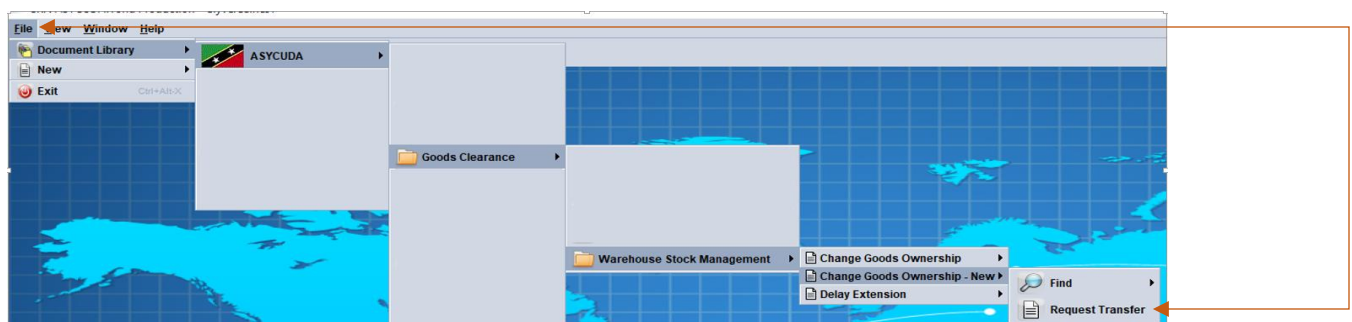 File View Window Help
Document Library
New
Exit Ctrl+Alt-X
ASYCUDA
Goods Clearance
Warehouse Stock Management
Change Goods Ownership
Change Goods Ownership - New
Delay Extension
Find
Request Transfer